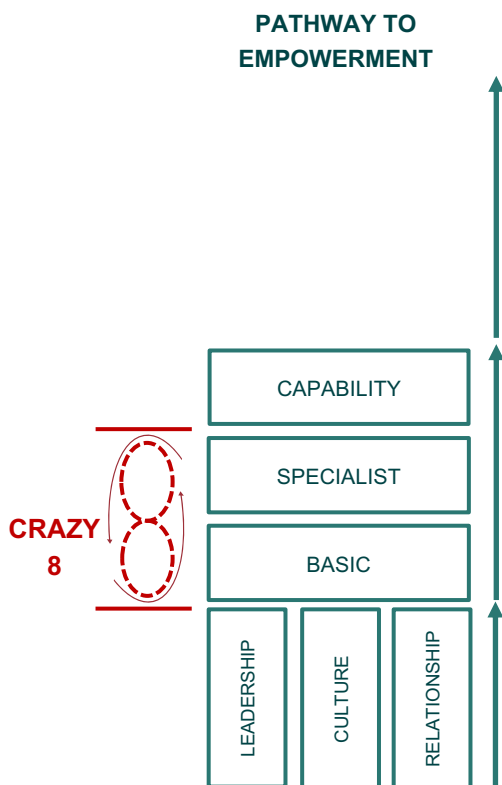 PATHWAY TO
EMPOWERMENT
CAPABILITY
SPECIALIST
CRAZY
8
BASIC
LEADERSHIP
CULTURE
RELATIONSHIP